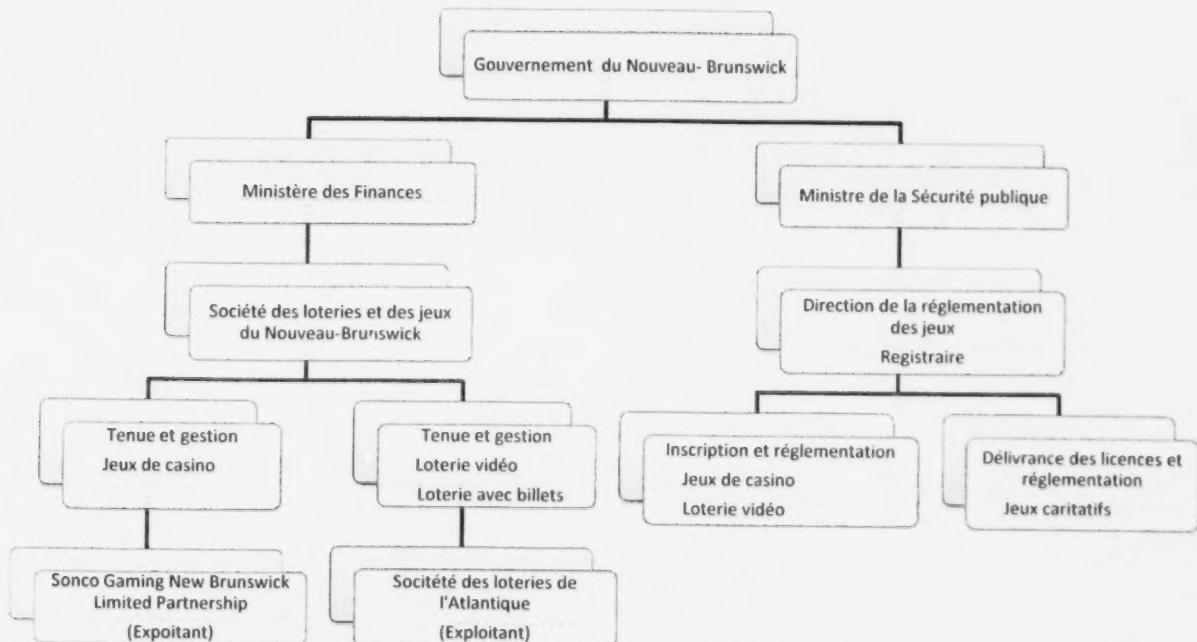 Gouvernement du Nouveau- Brunswick
Ministère des Finances
Ministre de la Sécurité publique
Société des loteries et des jeux
du Nouveau-Brunswick
Direction de la réglementation
des jeux
Registraire
Tenue et gestion
Jeux de casino
Tenue et gestion
Loterie vidéo
Loterie avec billets
Inscription et réglementation
Jeux de casino
Loterie vidéo
Délivrance des licences et
réglementation
Jeux caritatifs
Sonco Gaming New Brunswick
Limited Partnership
(Expoitant)
Socitété des loteries de
l'Atlantique
(Exploitant)